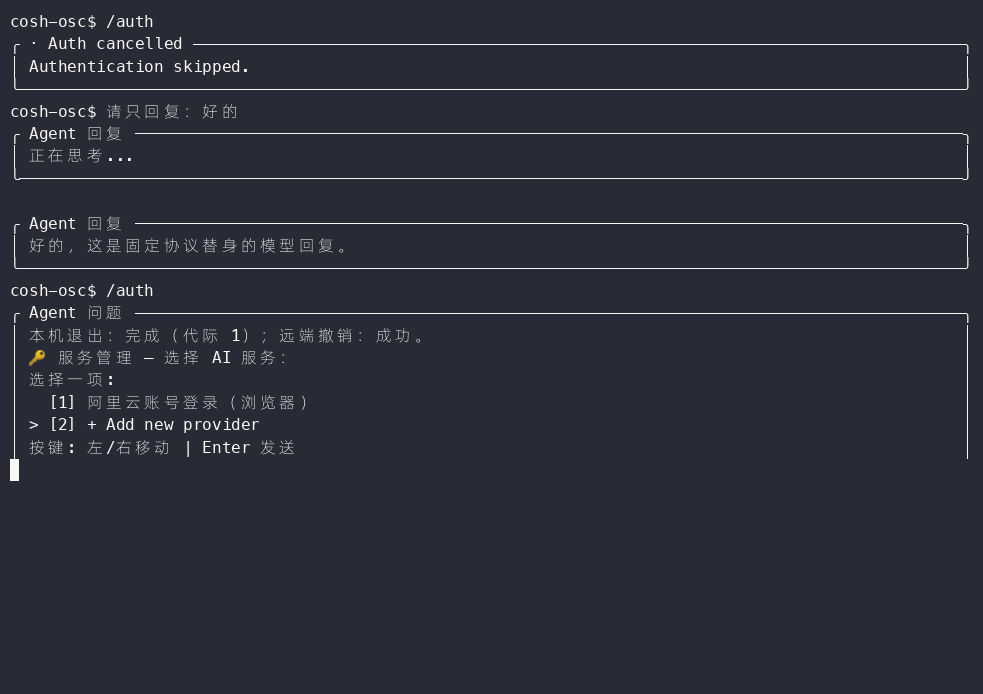 cosh-osc$ /auth
· Auth cancelled
Authentication skipped.
cosh-osc$ 请只回复：好的
Agent 回复
正在思考...
Agent 回复
好的，这是固定协议替身的模型回复。
cosh-osc$ /auth
Agent 问题
本机退出：完成（代际 1）；远端撤销：成功。
🔑 服务管理 — 选择 AI 服务：
选择一项:
[1] 阿里云账号登录（浏览器）
> [2] + Add new provider
按键: 左/右移动 | Enter 发送